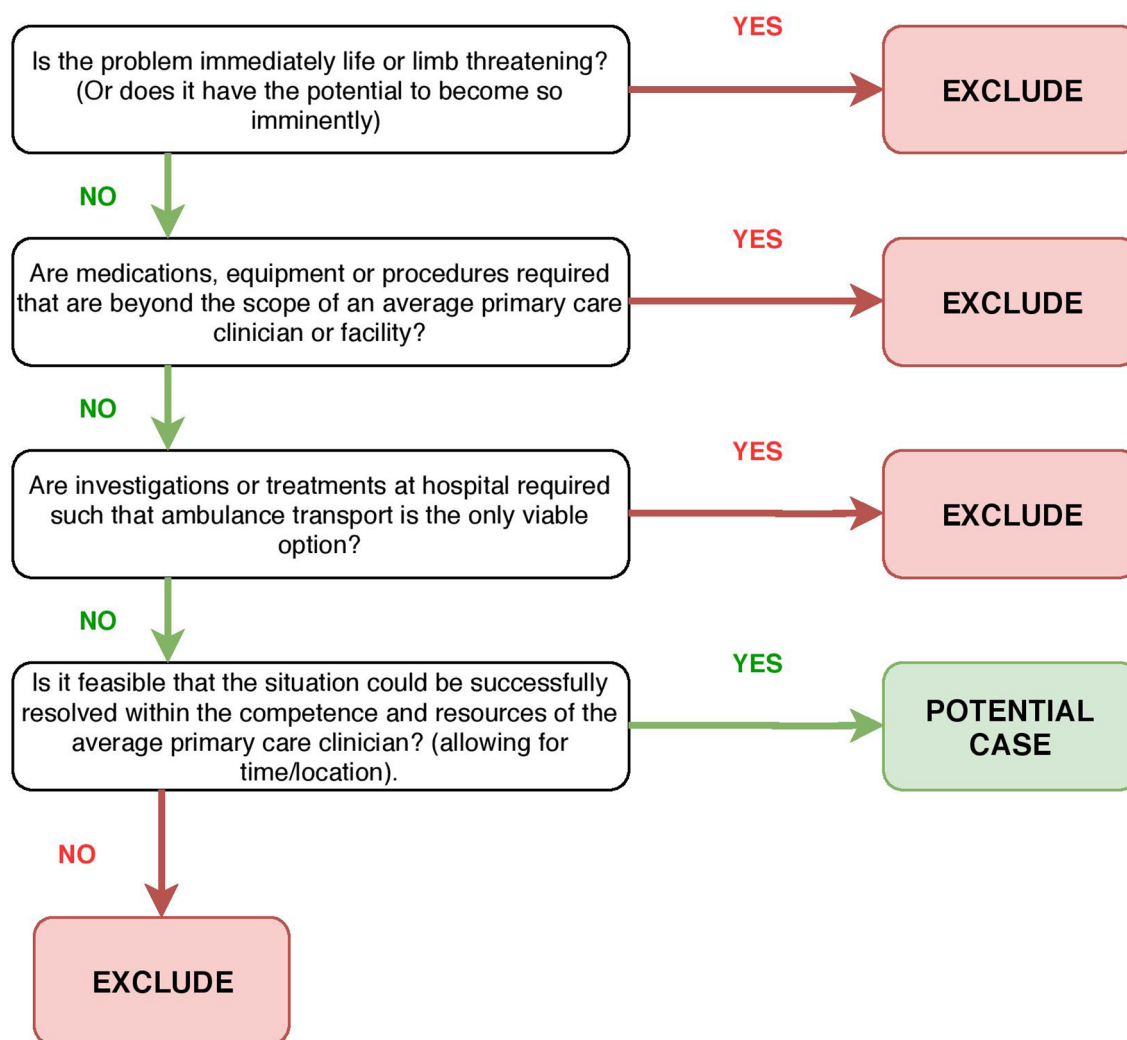 Is the problem immediately life or limb threatening?
(Or does it have the potential to become so
imminently)
YES
EXCLUDE
NO
Are medications, equipment or procedures required
that are beyond the scope of an average primary care
clinician or facility?
YES
EXCLUDE
NO
Are investigations or treatments at hospital required
such that ambulance transport is the only viable
option?
YES
EXCLUDE
NO
Is it feasible that the situation could be successfully
resolved within the competence and resources of the
average primary care clinician? (allowing for
time/location).
YES
POTENTIAL
CASE
NO
EXCLUDE